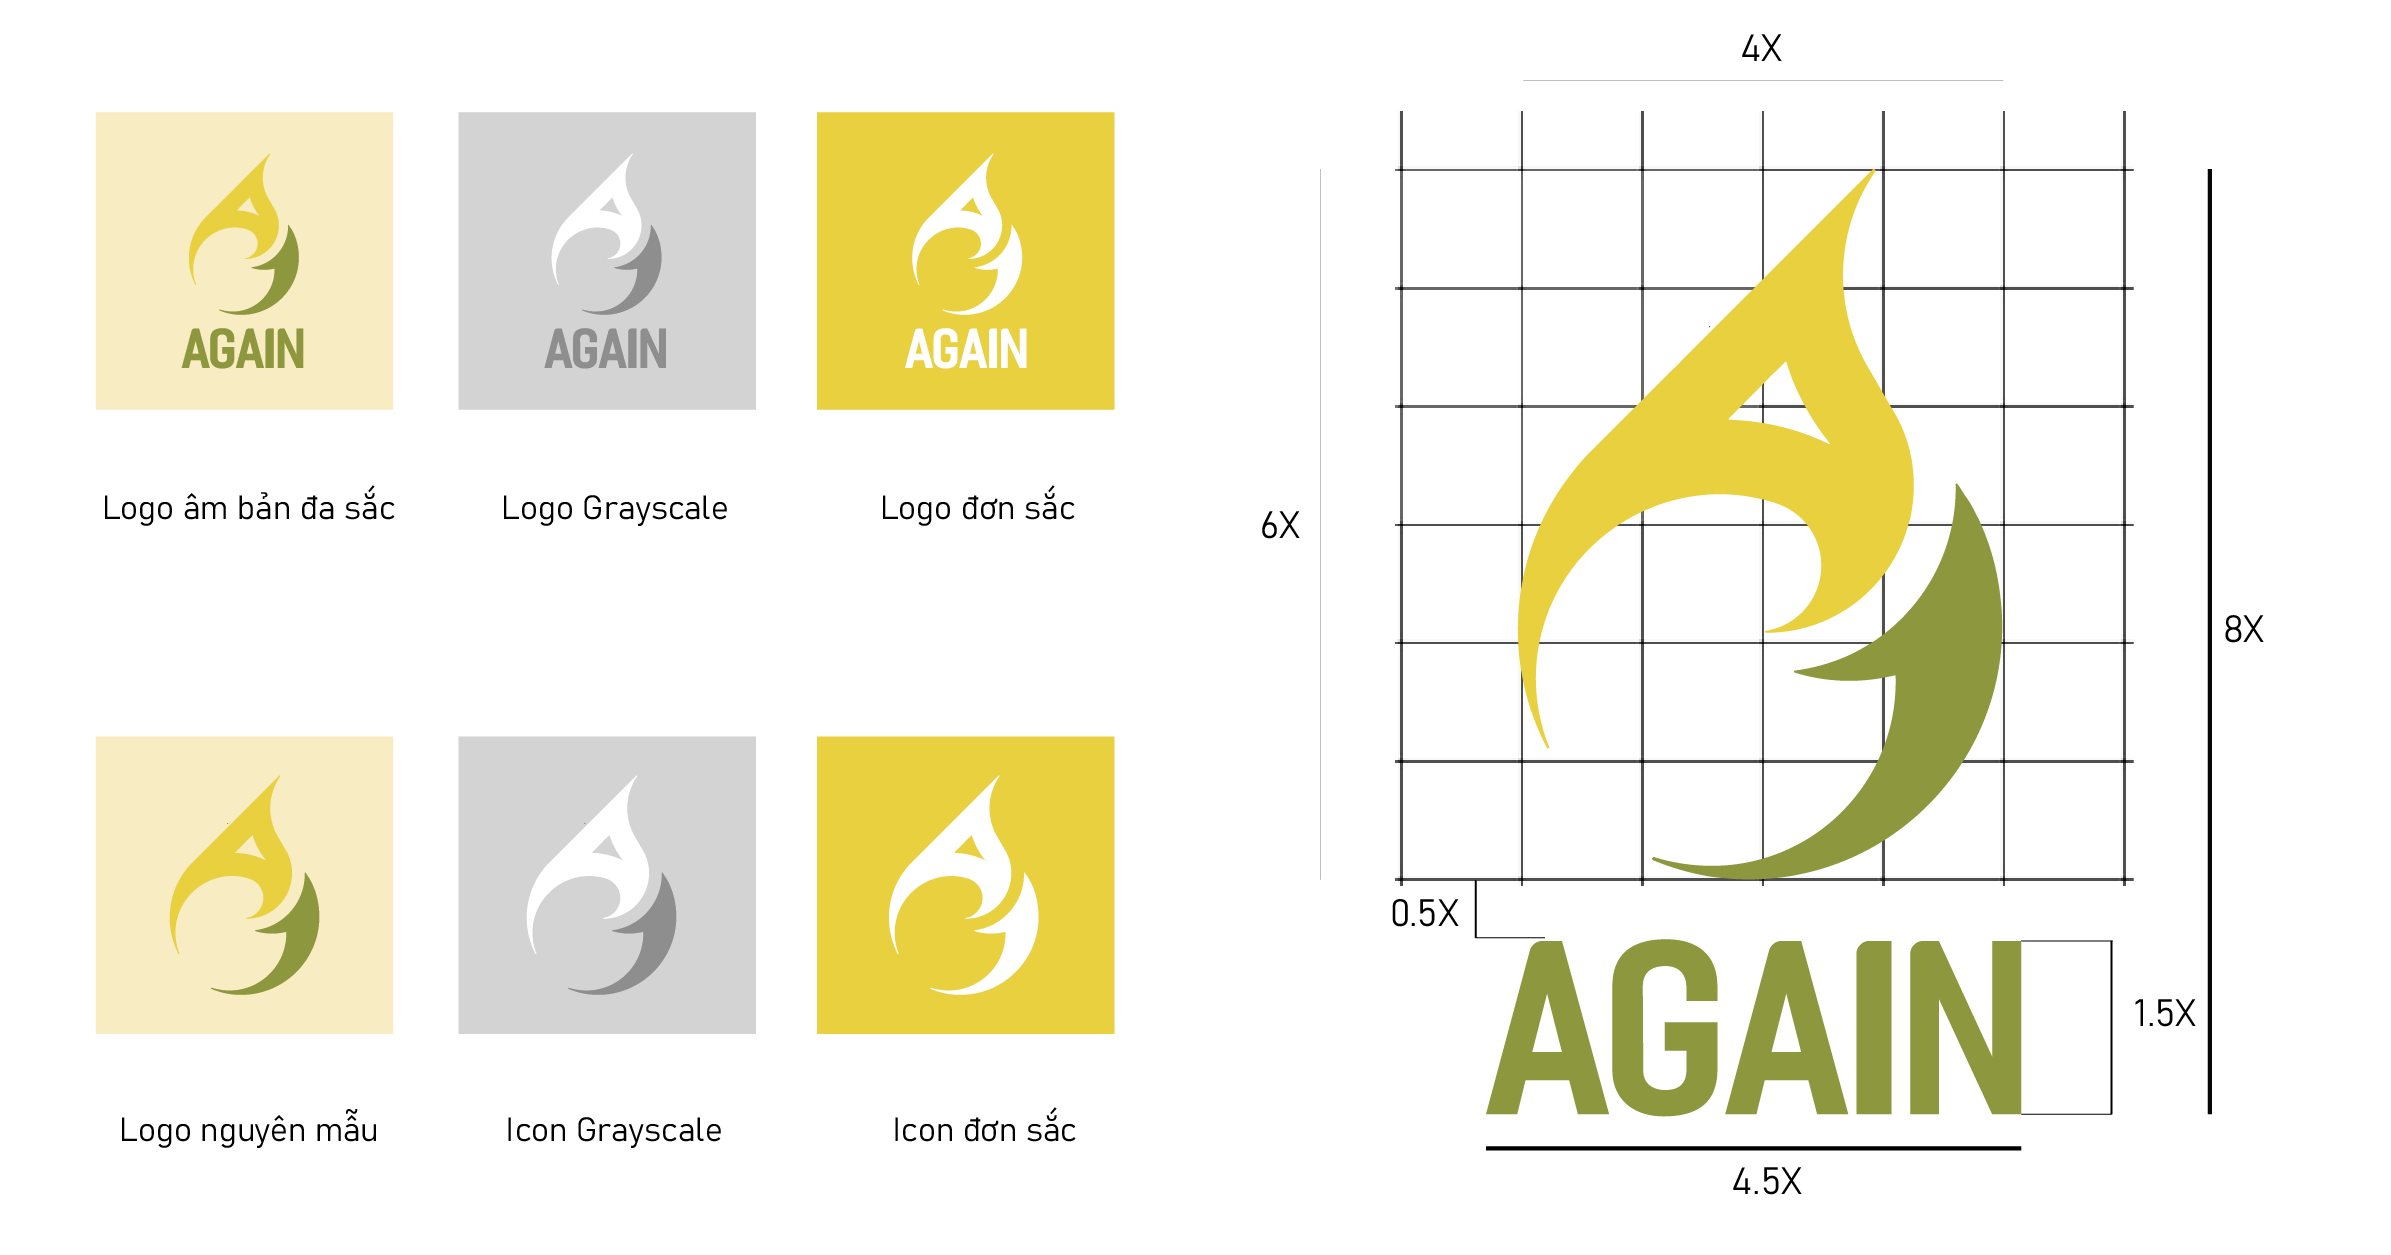 AGAIN
AGAIN
AGAIN
Logo âm bản đa sắc
Logo Grayscale
Logo đơn sắc
Logo nguyên mẫu
Icon Grayscale
Icon đơn sắc
4X
6X
8X
0.5X
AGAIN
1.5X
4.5X